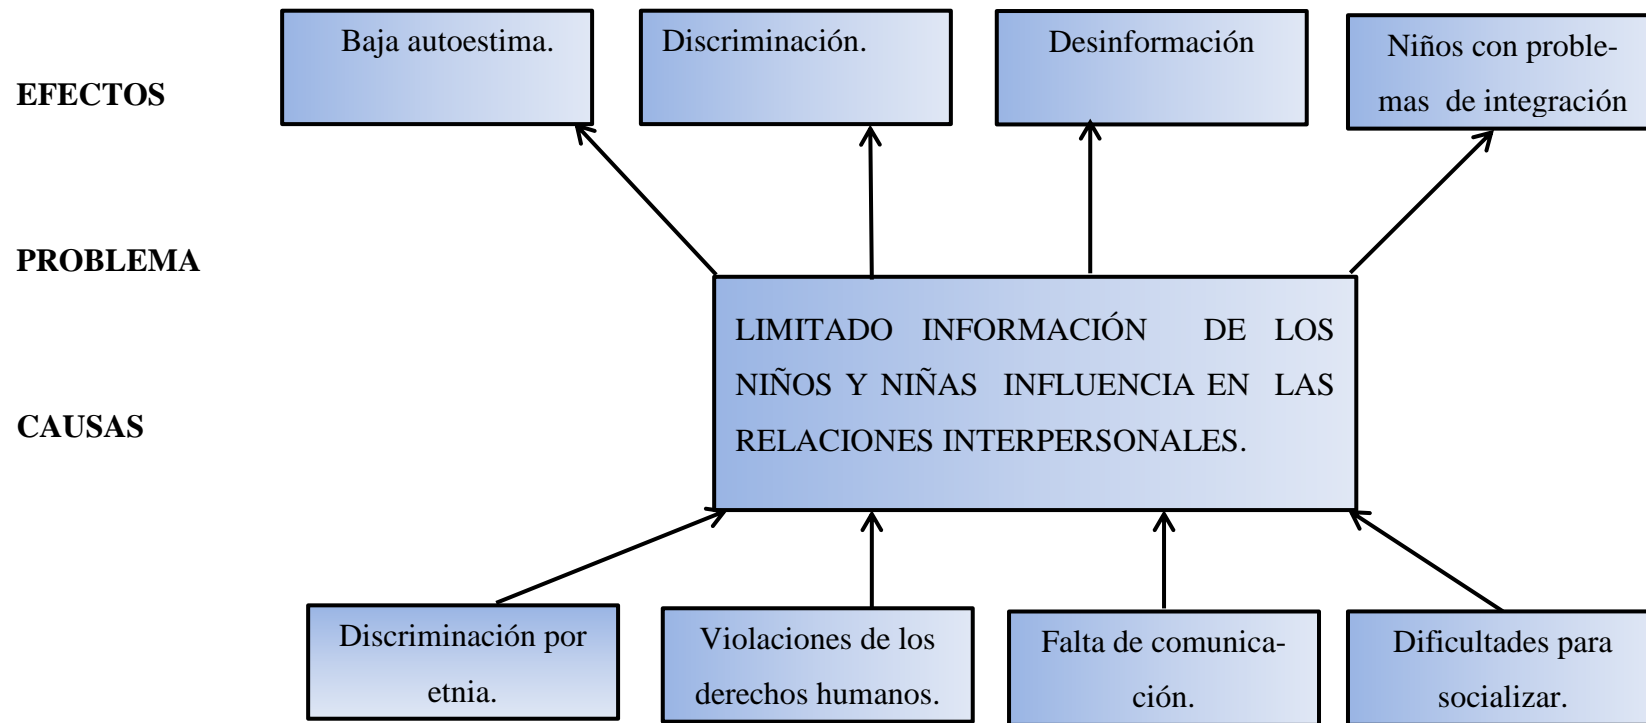 Baja autoestima.
Discriminación.
Desinformación
Niños con proble-
mas de integración
EFECTOS
PROBLEMA
LIMITADO INFORMACIÓN DE LOS
NIÑOS Y NIÑAS INFLUENCIA EN LAS
RELACIONES INTERPERSONALES.
CAUSAS
Discriminación por
etnia.
Violaciones de los
derechos humanos.
Falta de comunica-
ción.
Dificultades para
socializar.